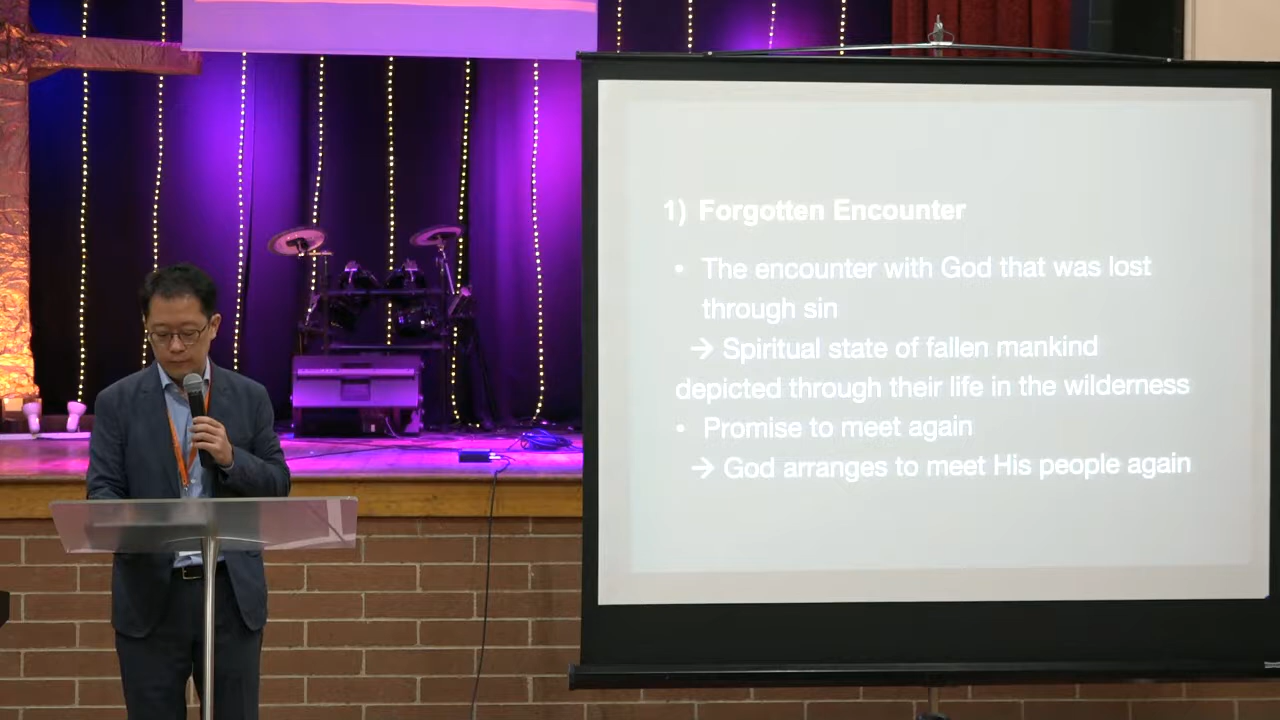 1) Forgotten Encounter
• The encounter with God that was lost
through sin
→ Spiritual state of fallen mankind
depicted through their life in the wilderness
• Promise to meet again
→ God arranges to meet His people again